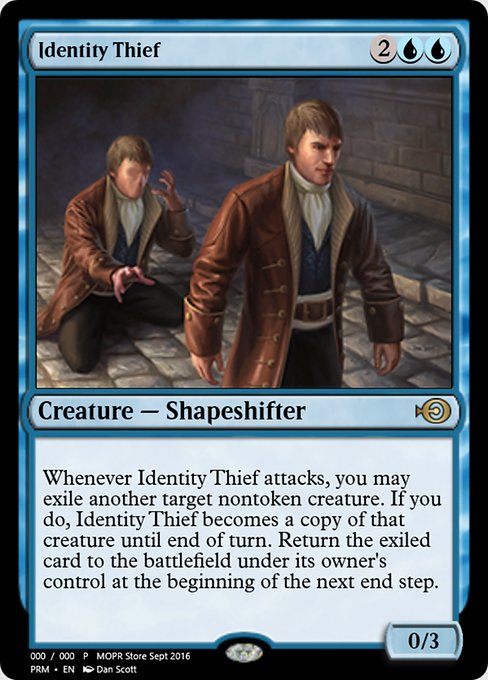 Identity Thief 2
Creature — Shapeshifter
Whenever Identity Thief attacks, you may
exile another target nontoken creature. If you
do, Identity Thief becomes a copy of that
creature until end of turn. Return the exiled
card to the battlefield under its owner's
control at the beginning of the next end step.
0/3
000 / 000 P MOPR Store Sept 2016
PRM • EN Dan Scott